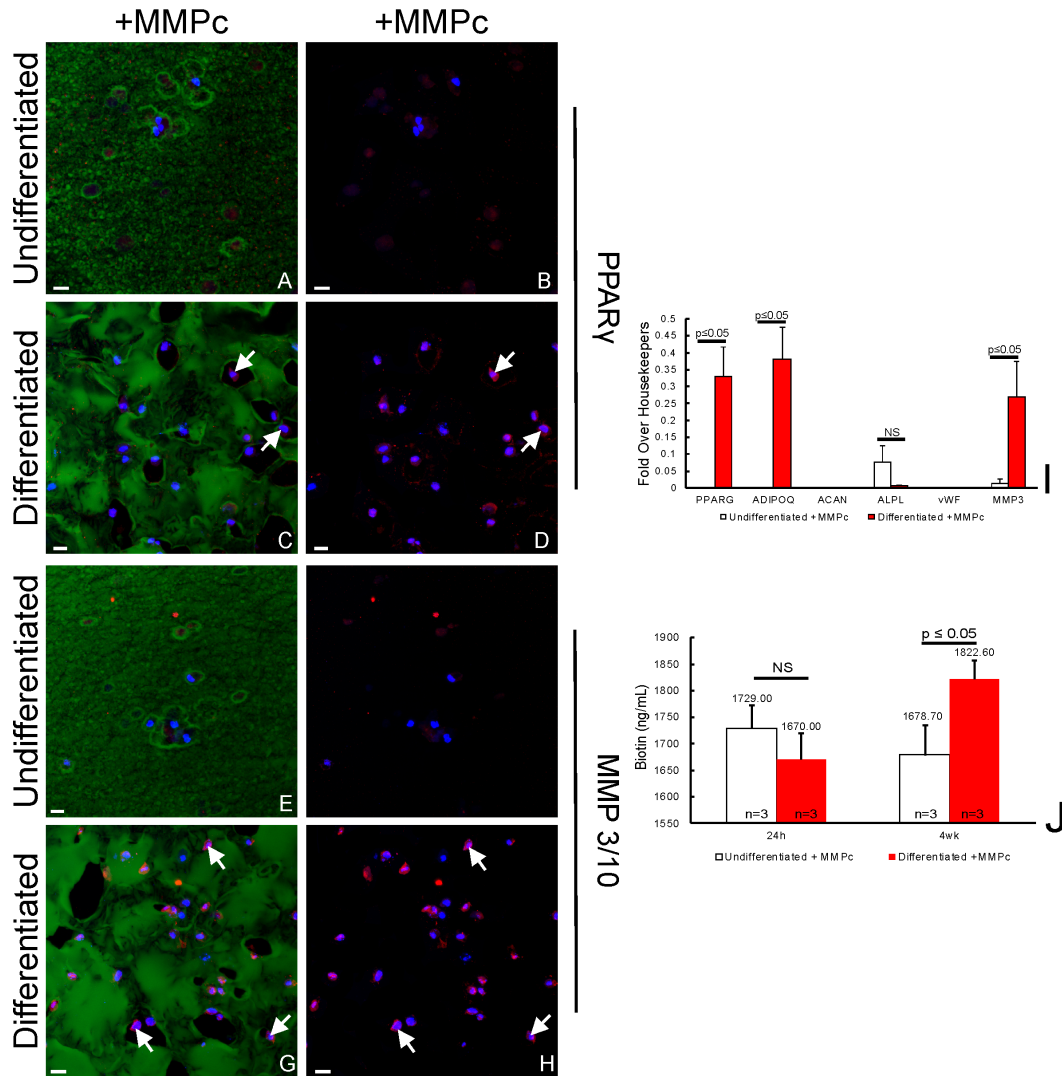 +MMPc
+MMPc
Undifferentiated
A
B
Differentiated
C
D
PPARγ
Undifferentiated
E
F
Differentiated
G
H
MMP 3/10
Fold Over Housekeepers
0.5
0.45
0.4
0.35
0.3
0.25
0.2
0.15
0.1
0.05
0
p≤0.05
p≤0.05
NS
p≤0.05
PPARG ADIPOQ ACAN ALPL vWF MMP3
Undifferentiated +MMPc Differentiated +MMPc
I
Biotin (ng/mL)
1900
1850
1800
1750
1700
1650
1600
1550
NS
p ≤ 0.05
1729.00
1670.00
1678.70
1822.60
n=3 n=3 n=3 n=3
24h 4wk
Undifferentiated + MMPc Differentiated +MMPc
J